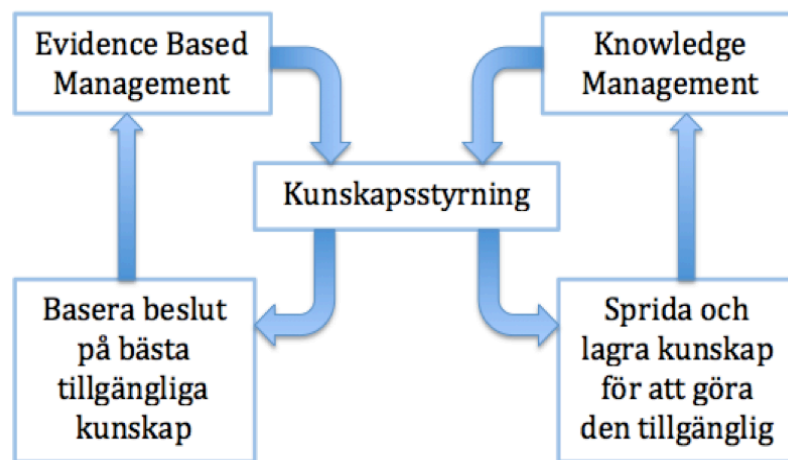 Evidence Based
Management
Knowledge
Management
Kunskapsstyrning
Basera beslut
på bästa
tillgängliga
kunskap
Sprida och
lagra kunskap
för att göra
den tillgänglig